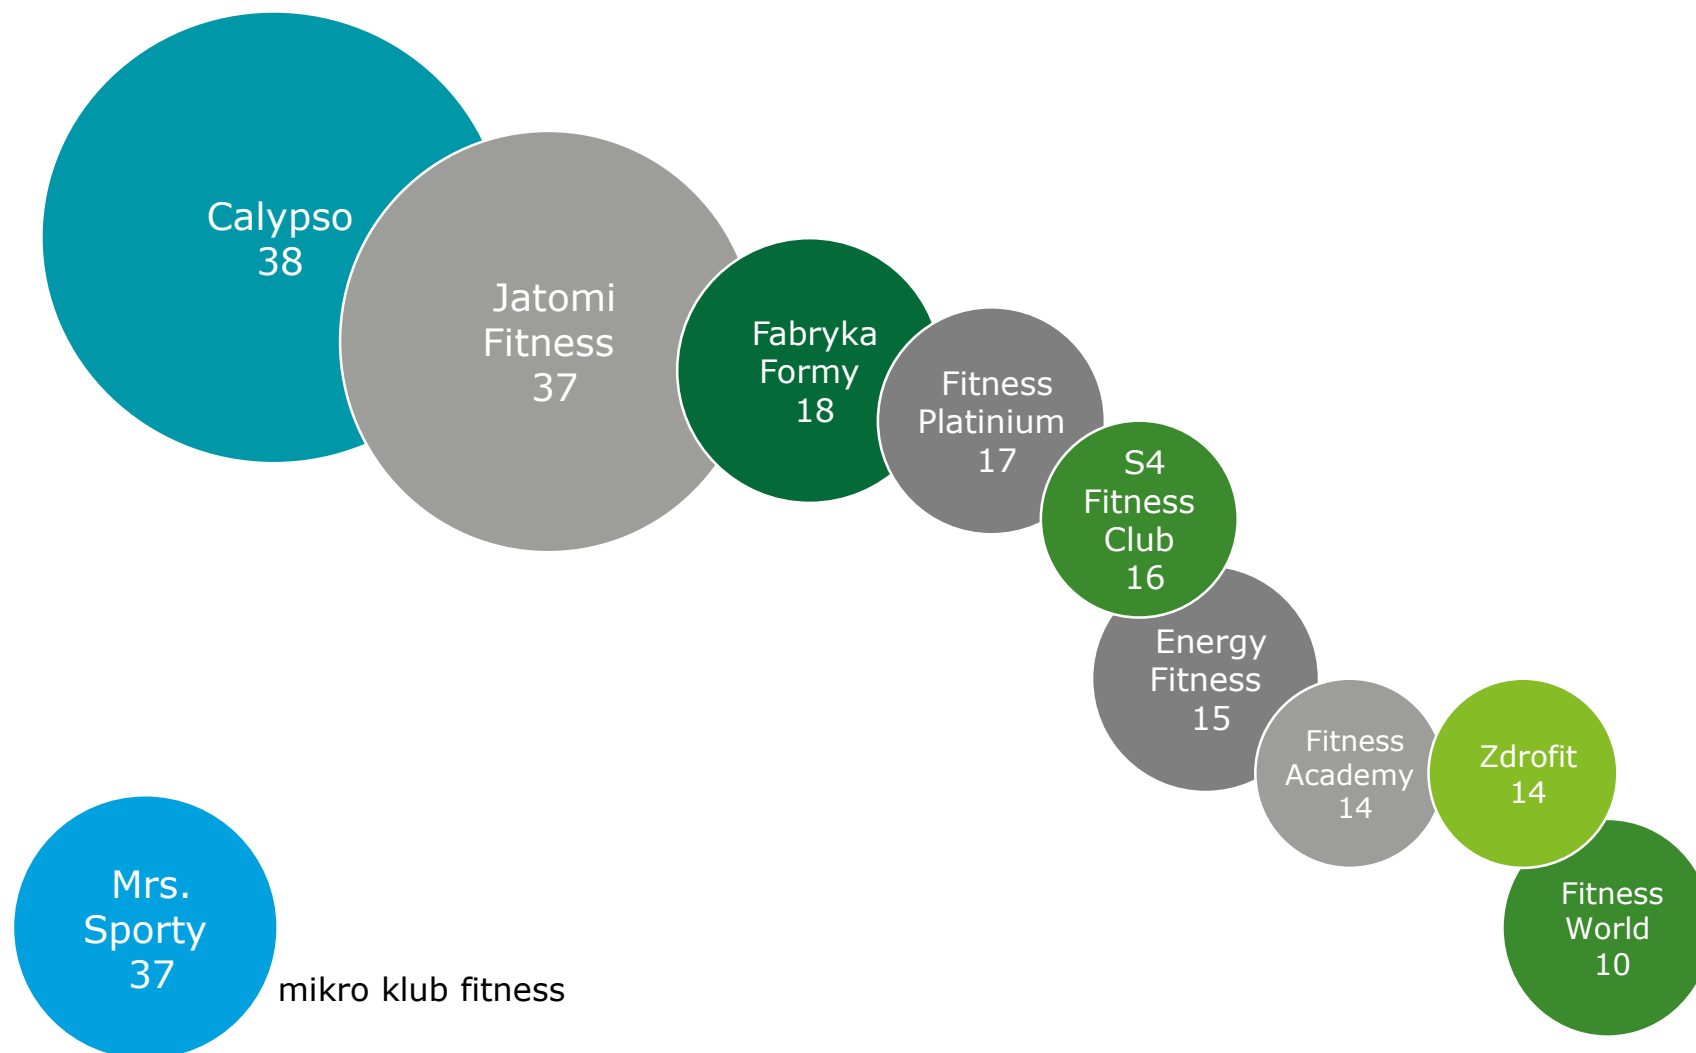 Calypso
38
Jatomi
Fitness
37
Fabryka
Formy
18
Fitness
Platinium
17
S4
Fitness
Club
16
Energy
Fitness
15
Fitness
Academy
14
Zdrofit
14
Fitness
World
10
Mrs.
Sporty
37
mikro klub fitness